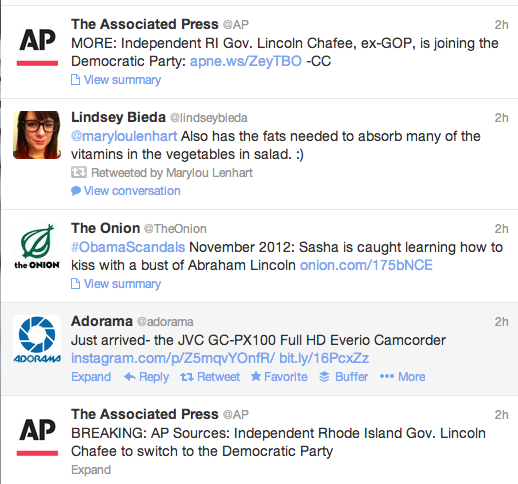 AP
The Associated Press @AP 2h
MORE: Independent RI Gov. Lincoln Chafee, ex-GOP, is joining the
Democratic Party: apne.ws/ZeyTBO -CC
View summary
Lindsey Bieda @lindseybieda 2h
@maryloulenhart Also has the fats needed to absorb many of the
vitamins in the vegetables in salad. :)
Retweeted by Marylou Lenhart
View conversation
the ONION
The Onion @TheOnion 2h
#ObamaScandals November 2012: Sasha is caught learning how to
kiss with a bust of Abraham Lincoln onion.com/175bNCE
View summary
ADORAMA
Adorama @adorama 2h
Just arrived- the JVC GC-PX100 Full HD Everio Camcorder
instagram.com/p/Z5mqvYOnfR/ bit.ly/16PcxZz
Expand Reply Retweet Favorite Buffer More
AP
The Associated Press @AP 2h
BREAKING: AP Sources: Independent Rhode Island Gov. Lincoln
Chafee to switch to the Democratic Party
Expand